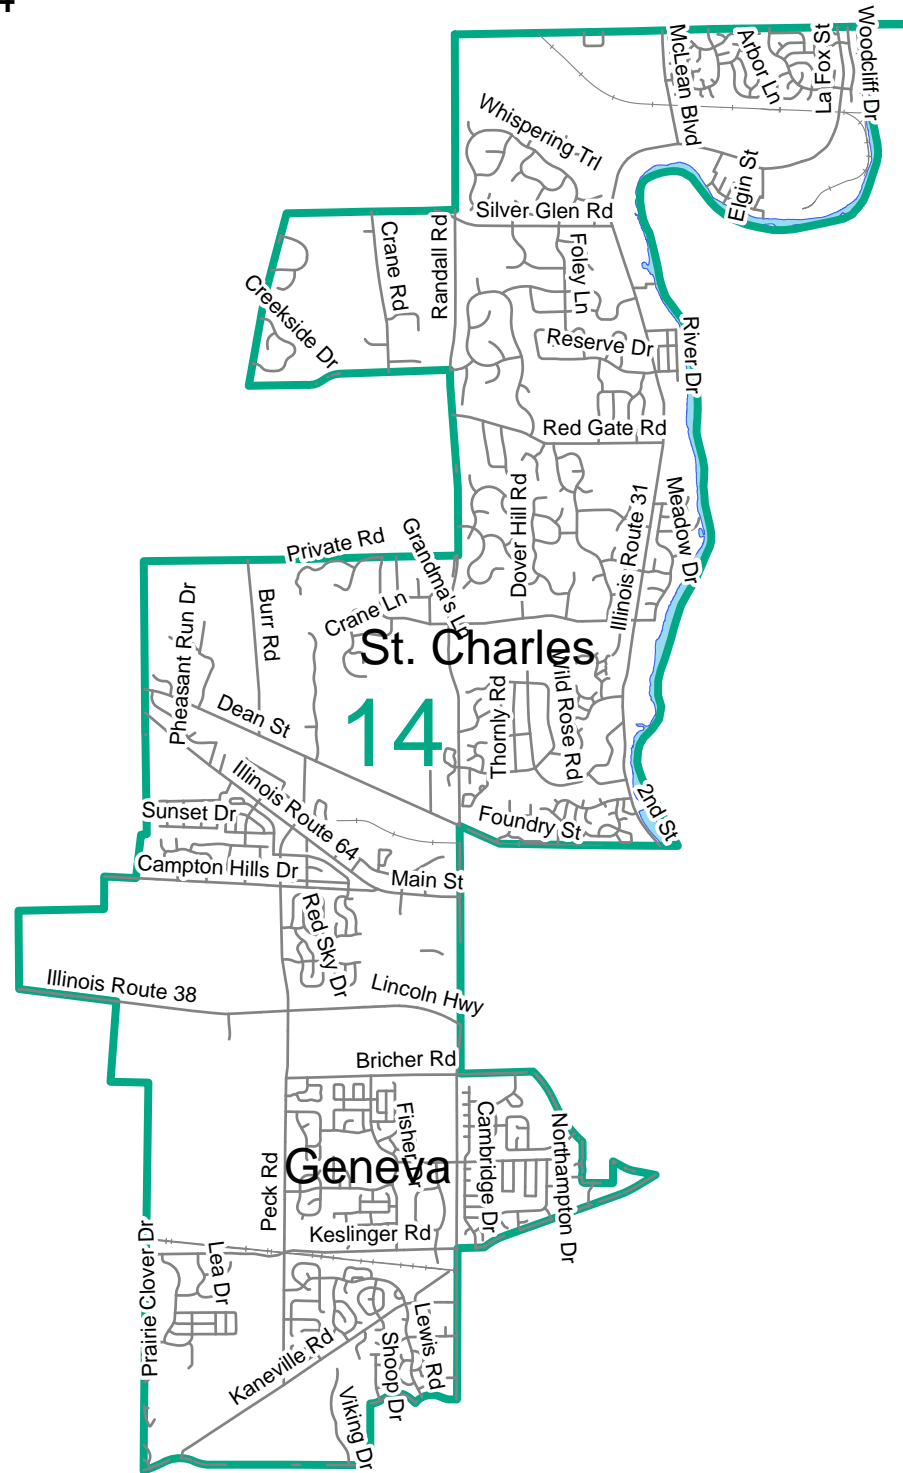 McLean Blvd
Arbor Ln
La Fox St
Woodcliff Dr
Whispering Trl
Elgin St
Silver Glen Rd
Crane Rd
Randall Rd
Foley Ln
Creekside Dr
Reserve Dr
River Dr
Red Gate Rd
Dover Hill Rd
Illinois Route 31
Meadow Dr
Private Rd
Grandma's Ln
Pheasant Run Dr
Burr Rd
Crane Ln
St. Charles
14
Dean St
Thornly Rd
Wild Rose Rd
Illinois Route 64
2nd St
Sunset Dr
Foundry St
Campton Hills Dr
Main St
Red Sky Dr
Illinois Route 38
Lincoln Hwy
Bricher Rd
Fisher Dr
Cambridge Dr
Northampton Dr
Geneva
Peck Rd
Keslinger Rd
Prairie Clover Dr
Lea Dr
Kaneville Rd
Lewis Rd
Shoop Dr
Viking Dr